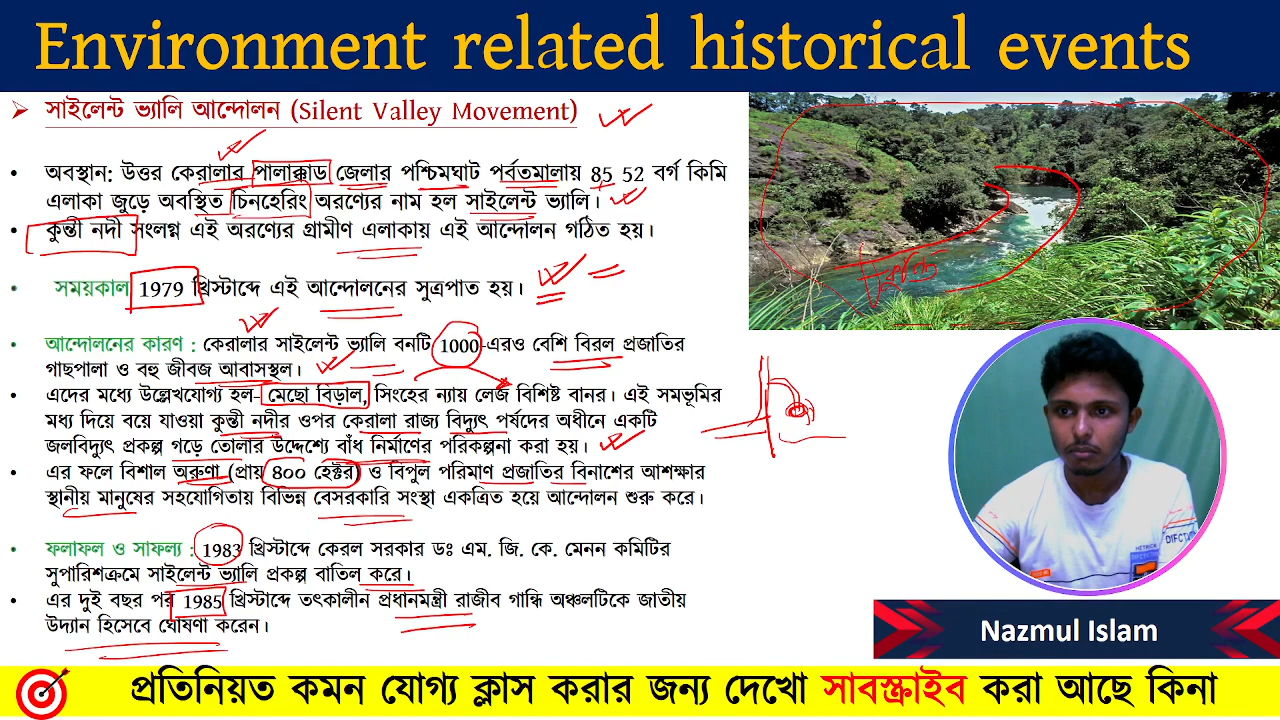 Environment related historical events
সাইলেন্ট ভ্যালি আন্দোলন (Silent Valley Movement)
অবস্থান: উত্তর কেরালার পালাক্কাড জেলার পশ্চিমঘাট পর্বতমালায় 85 52 বর্গ কিমি
এলাকা জুড়ে অবস্থিত চিনহেরিং অরণ্যের নাম হল সাইলেন্ট ভ্যালি।
কুন্তী নদী সংলগ্ন এই অরণ্যের গ্রামীণ এলাকায় এই আন্দোলন গঠিত হয়।
সময়কাল 1979 খ্রিস্টাব্দে এই আন্দোলনের সুত্রপাত হয়।
আন্দোলনের কারণ : কেরালার সাইলেন্ট ভ্যালি বনটি 1000-এরও বেশি বিরল প্রজাতির
গাছপালা ও বহু জীবজ আবাসস্থল।
এদের মধ্যে উল্লেখযোগ্য হল- মেছো বিড়াল, সিংহের ন্যায় লেজ বিশিষ্ট বানর। এই সমভূমির
মধ্য দিয়ে বয়ে যাওয়া কুন্তী নদীর ওপর কেরালা রাজ্য বিদ্যুৎ পর্ষদের অধীনে একটি
জলবিদ্যুৎ প্রকল্প গড়ে তোলার উদ্দেশ্যে বাঁধ নির্মাণের পরিকল্পনা করা হয়।
এর ফলে বিশাল অরুণা (প্রায় ৪০০ হেক্টর) ও বিপুল পরিমাণ প্রজাতির বিনাশের আশঙ্কার
স্থানীয় মানুষের সহযোগিতায় বিভিন্ন বেসরকারি সংস্থা একত্রিত হয়ে আন্দোলন শুরু করে।
ফলাফল ও সাফল্য : 1983 খ্রিস্টাব্দে কেরল সরকার ডঃ এম. জি. কে. মেনন কমিটির
সুপারিশক্রমে সাইলেন্ট ভ্যালি প্রকল্প বাতিল করে।
এর দুই বছর পর 1985 খ্রিস্টাব্দে তৎকালীন প্রধানমন্ত্রী রাজীব গান্ধি অঞ্চলটিকে জাতীয়
উদ্যান হিসেবে ঘোষণা করেন।
Nazmul Islam
প্রতিনিয়ত কমন যোগ্য ক্লাস করার জন্য দেখো সাবস্ক্রাইব করা আছে কিনা